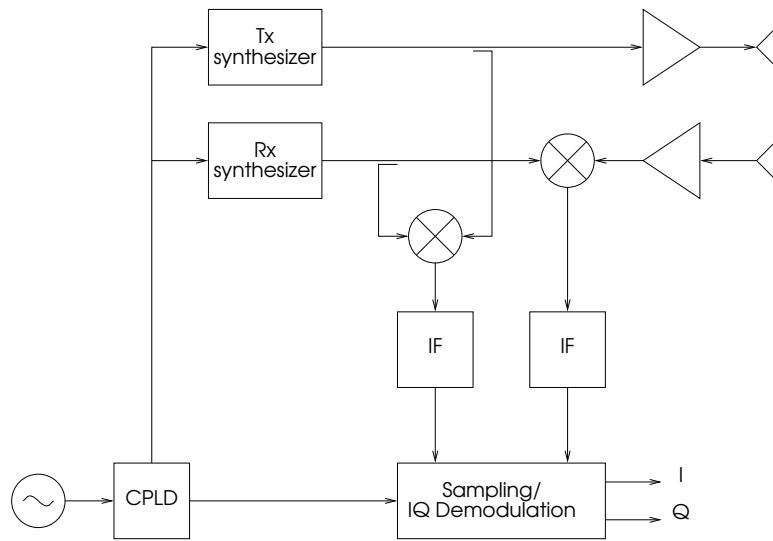 Tx
synthesizer
Rx
synthesizer
IF
IF
CPLD
Sampling/
IQ Demodulation
I
Q